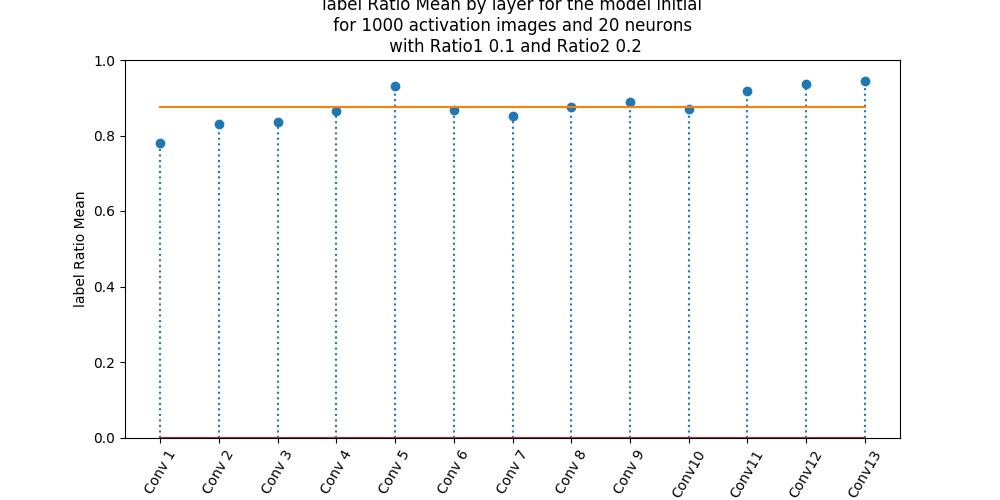 label Ratio Mean by layer for the model initial
for 1000 activation images and 20 neurons
with Ratio1 0.1 and Ratio2 0.2
1.0
0.8
0.6
0.4
0.2
0.0
label Ratio Mean
Conv 1
Conv 2
Conv 3
Conv 4
Conv 5
Conv 6
Conv 7
Conv 8
Conv 9
Conv10
Conv11
Conv12
Conv13